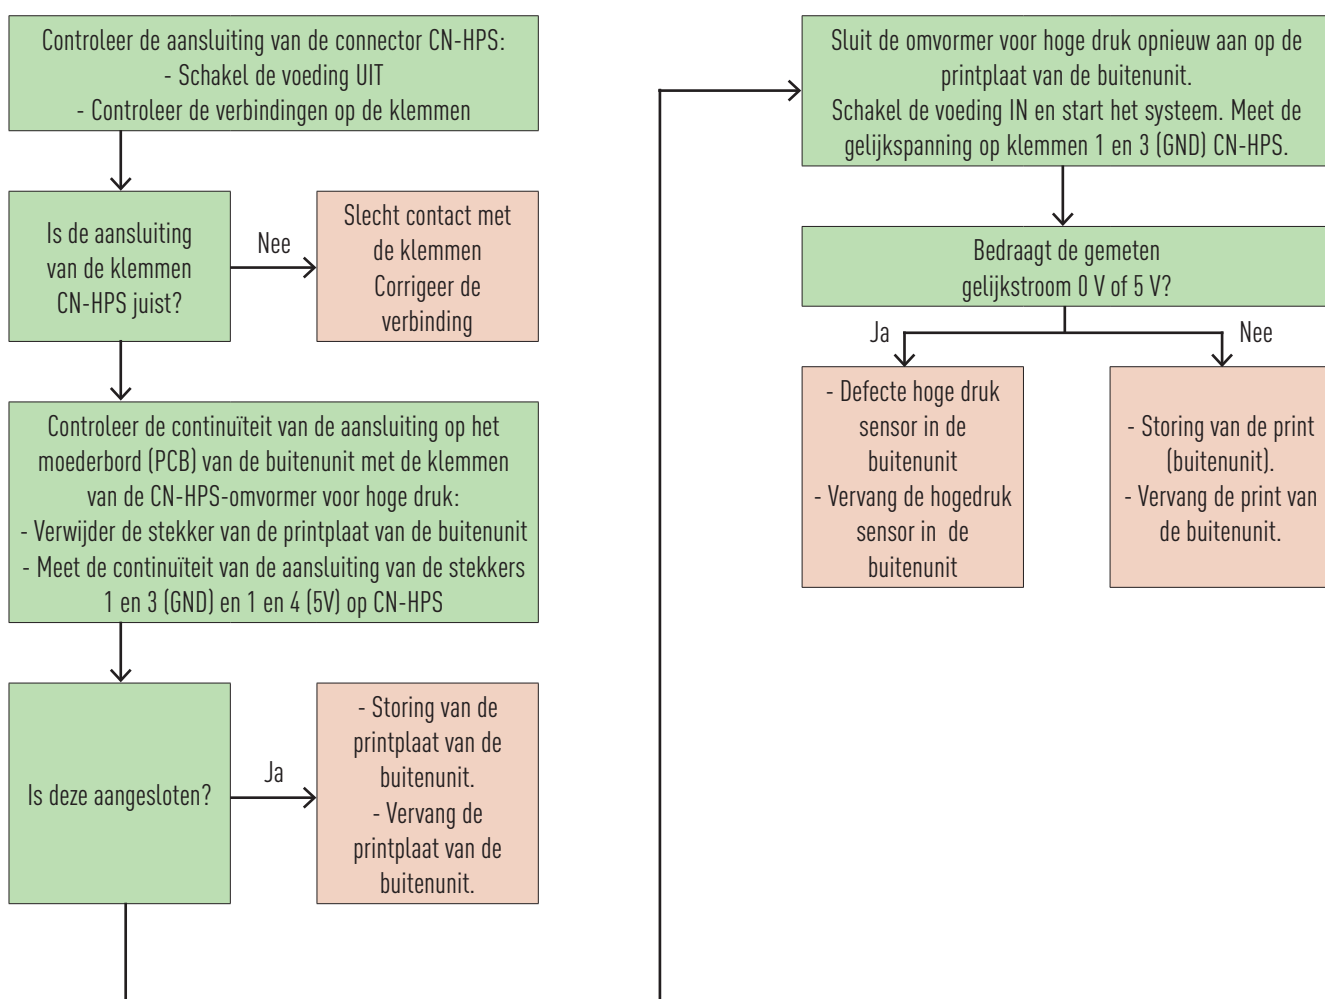 Controleer de aansluiting van de connector CN-HPS:
- Schakel de voeding UIT
- Controleer de verbindingen op de klemmen
Is de aansluiting
van de klemmen
CN-HPS juist?
Nee
Slecht contact met
de klemmen
Corrigeer de
verbinding
Controleer de continuïteit van de aansluiting op het
moederbord (PCB) van de buitenunit met de klemmen
van de CN-HPS-omvormer voor hoge druk:
- Verwijder de stekker van de printplaat van de buitenunit
- Meet de continuïteit van de aansluiting van de stekkers
1 en 3 (GND) en 1 en 4 (5V) op CN-HPS
Is deze aangesloten?
Ja
- Storing van de
printplaat van de
buitenunit.
- Vervang de
printplaat van de
buitenunit.
Sluit de omvormer voor hoge druk opnieuw aan op de
printplaat van de buitenunit.
Schakel de voeding IN en start het systeem. Meet de
gelijkspanning op klemmen 1 en 3 (GND) CN-HPS.
Bedraagt de gemeten
gelijkstroom 0 V of 5 V?
Ja
Nee
- Defecte hoge druk
sensor in de
buitenunit
- Vervang de hogedruk
sensor in de
buitenunit
- Storing van de print
(buitenunit).
- Vervang de print van
de buitenunit.